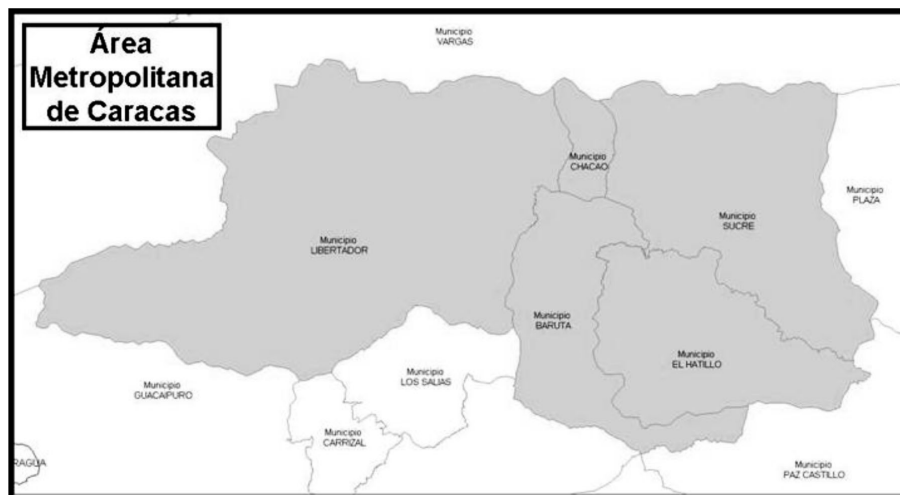 Área
Metropolitana
de Caracas
Municipio
VARGAS
Municipio
CHACAO
Municipio
PLAZA
Municipio
SUCRE
Municipio
LIBERTADOR
Municipio
BARUTA
Municipio
EL HATILLO
Municipio
LOS SALIAS
Municipio
GUACAIPURO
Municipio
CARRIZAL
RAGUA
Municipio
PAZ CASTILLO